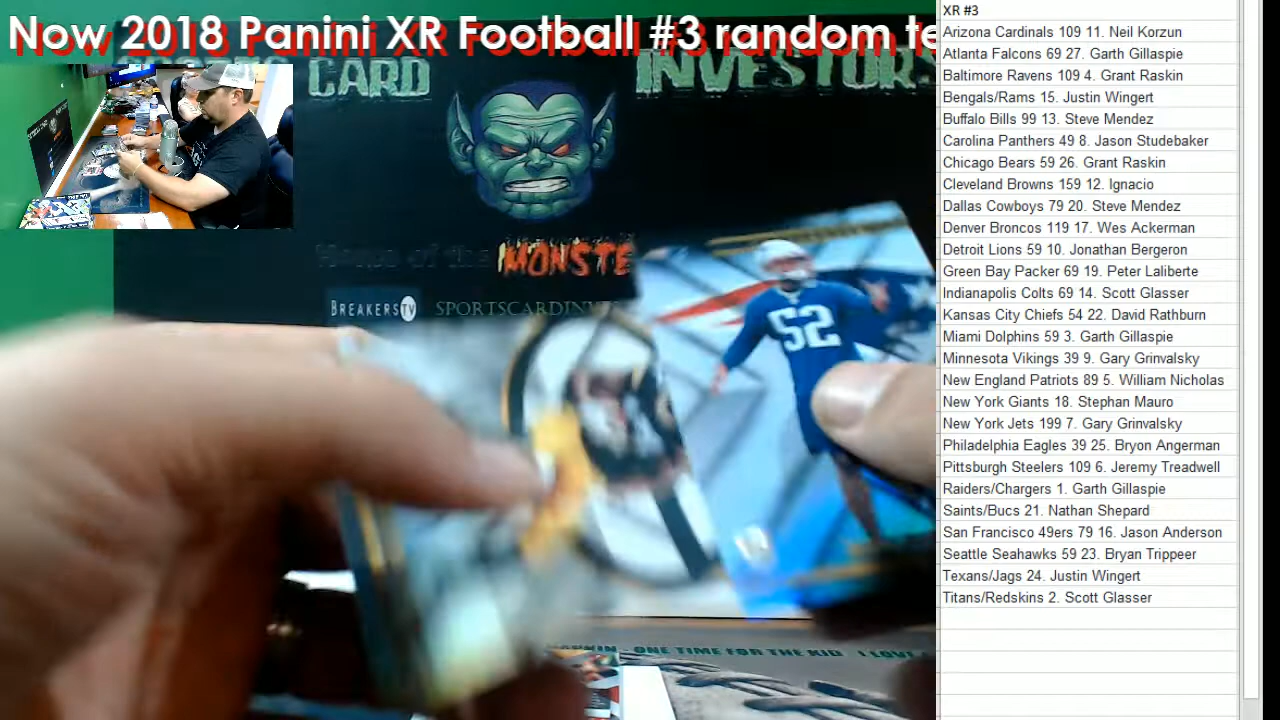 Now 2018 Panini XR Football #3 random te
CARD INVESTORS
MONSTE
BREAKERS TV SPORTSCARDIN
52
ONE TIME FOR THE KID I LOVE
XR #3
Arizona Cardinals 109 11. Neil Korzun
Atlanta Falcons 69 27. Garth Gillaspie
Baltimore Ravens 109 4. Grant Raskin
Bengals/Rams 15. Justin Wingert
Buffalo Bills 99 13. Steve Mendez
Carolina Panthers 49 8. Jason Studebaker
Chicago Bears 59 26. Grant Raskin
Cleveland Browns 159 12. Ignacio
Dallas Cowboys 79 20. Steve Mendez
Denver Broncos 119 17. Wes Ackerman
Detroit Lions 59 10. Jonathan Bergeron
Green Bay Packer 69 19. Peter Laliberte
Indianapolis Colts 69 14. Scott Glasser
Kansas City Chiefs 54 22. David Rathburn
Miami Dolphins 59 3. Garth Gillaspie
Minnesota Vikings 39 9. Gary Grinvalsky
New England Patriots 89 5. William Nicholas
New York Giants 18. Stephan Mauro
New York Jets 199 7. Gary Grinvalsky
Philadelphia Eagles 39 25. Bryon Angerman
Pittsburgh Steelers 109 6. Jeremy Treadwell
Raiders/Chargers 1. Garth Gillaspie
Saints/Bucs 21. Nathan Shepard
San Francisco 49ers 79 16. Jason Anderson
Seattle Seahawks 59 23. Bryan Trippeer
Texans/Jags 24. Justin Wingert
Titans/Redskins 2. Scott Glasser